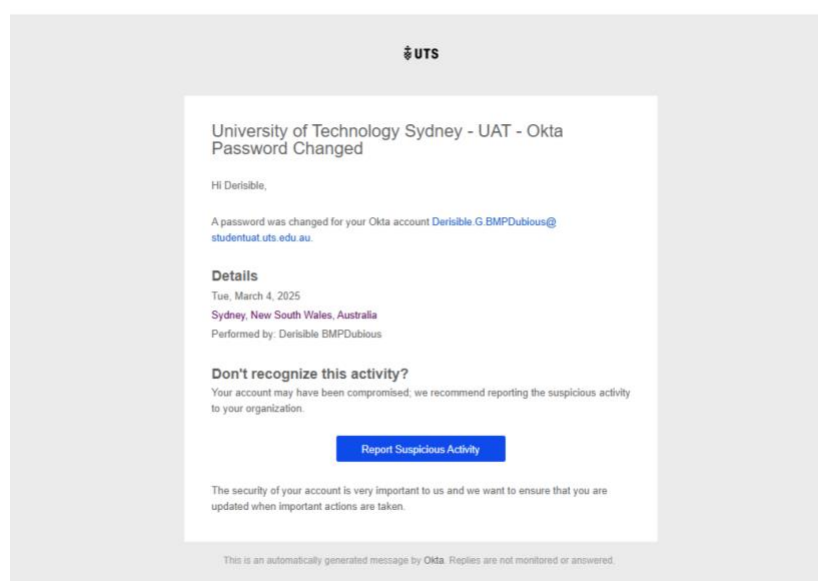 UTS
University of Technology Sydney - UAT - Okta
Password Changed
Hi Derisible,
A password was changed for your Okta account Derisible.G.BMPDubious@
studentuat.uts.edu.au.
Details
Tue, March 4, 2025
Sydney, New South Wales, Australia
Performed by: Derisible BMPDubious
Don't recognize this activity?
Your account may have been compromised; we recommend reporting the suspicious activity
to your organization.
Report Suspicious Activity
The security of your account is very important to us and we want to ensure that you are
updated when important actions are taken.
This is an automatically generated message by Okta. Replies are not monitored or answered.